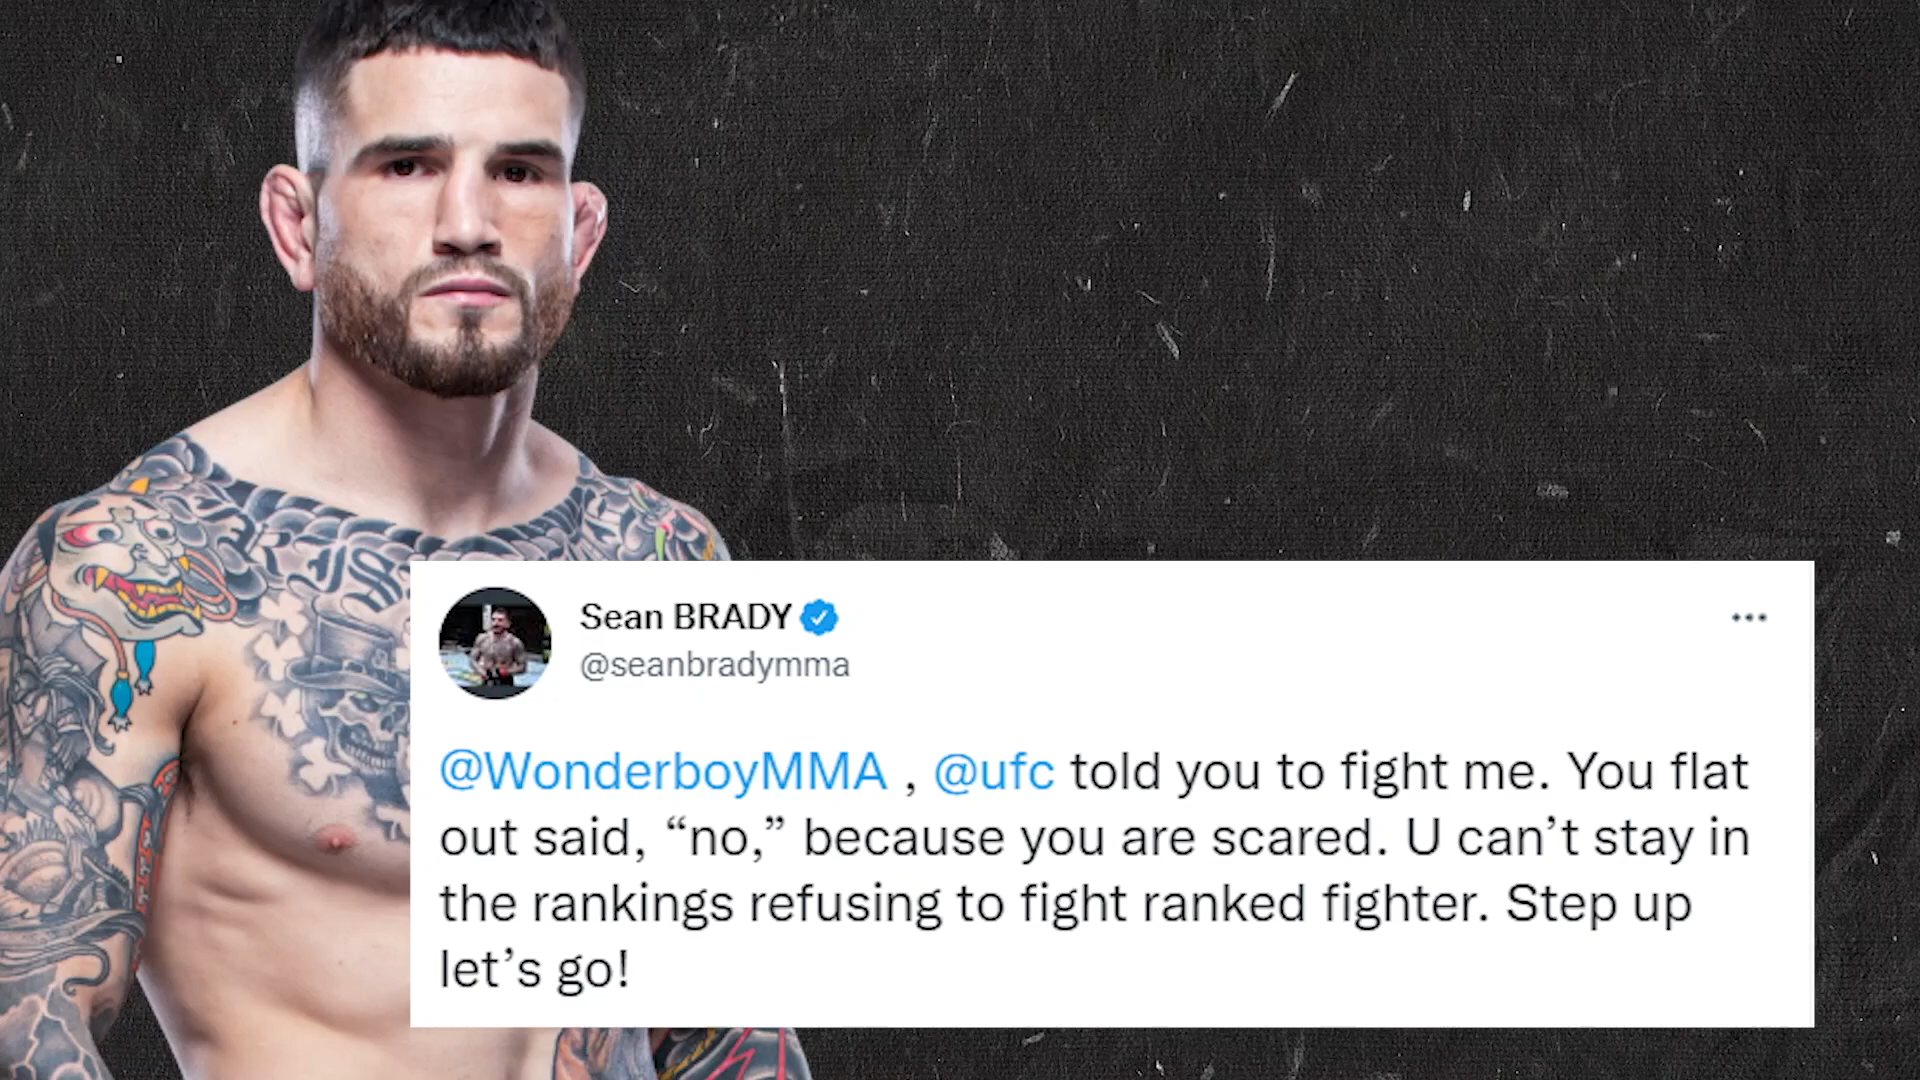 Sean BRADY
@seanbradymma
@WonderboyMMA , @ufc told you to fight me. You flat
out said, “no,” because you are scared. U can’t stay in
the rankings refusing to fight ranked fighter. Step up
let’s go!